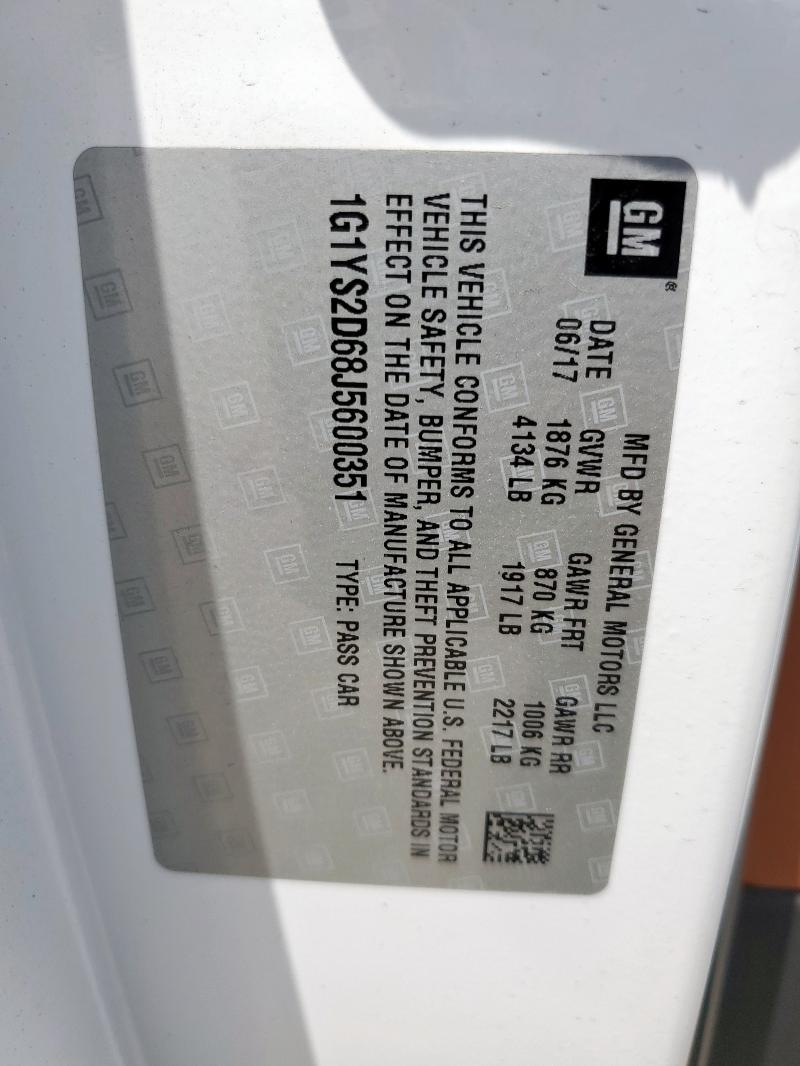 GM®
MFD BY GENERAL MOTORS LLC
DATE GVWR GAWR FRT GAWR RR
06/17 1876 KG 870 KG 1006 KG
4134 LB 1917 LB 2217 LB
THIS VEHICLE CONFORMS TO ALL APPLICABLE U.S. FEDERAL MOTOR
VEHICLE SAFETY, BUMPER, AND THEFT PREVENTION STANDARDS IN
EFFECT ON THE DATE OF MANUFACTURE SHOWN ABOVE.
1G1YS2D68J5600351 TYPE: PASS CAR